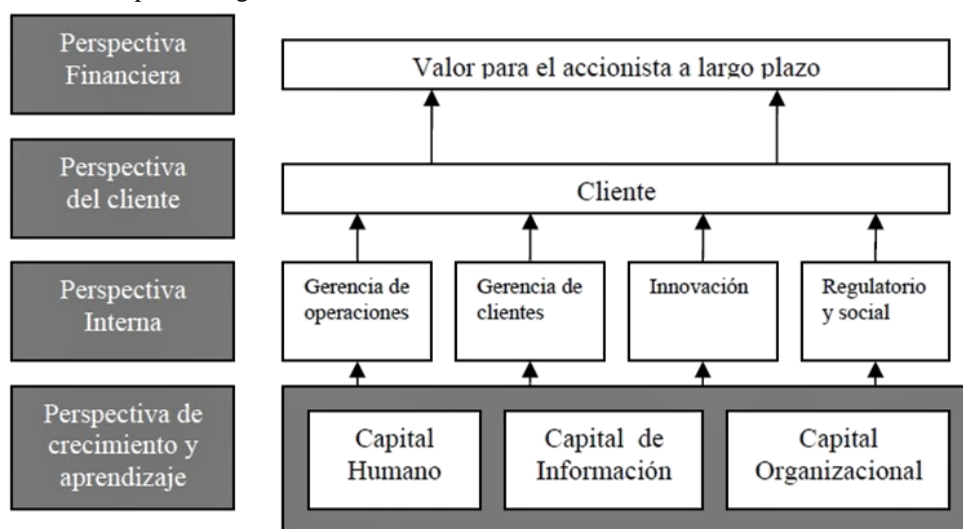 Perspectiva
Financiera
Valor para el accionista a largo plazo
Perspectiva
del cliente
Cliente
Perspectiva
Interna
Gerencia de
operaciones
Gerencia de
clientes
Innovación
Regulatorio
y social
Perspectiva de
crecimiento y
aprendizaje
Capital
Humano
Capital de
Información
Capital
Organizacional